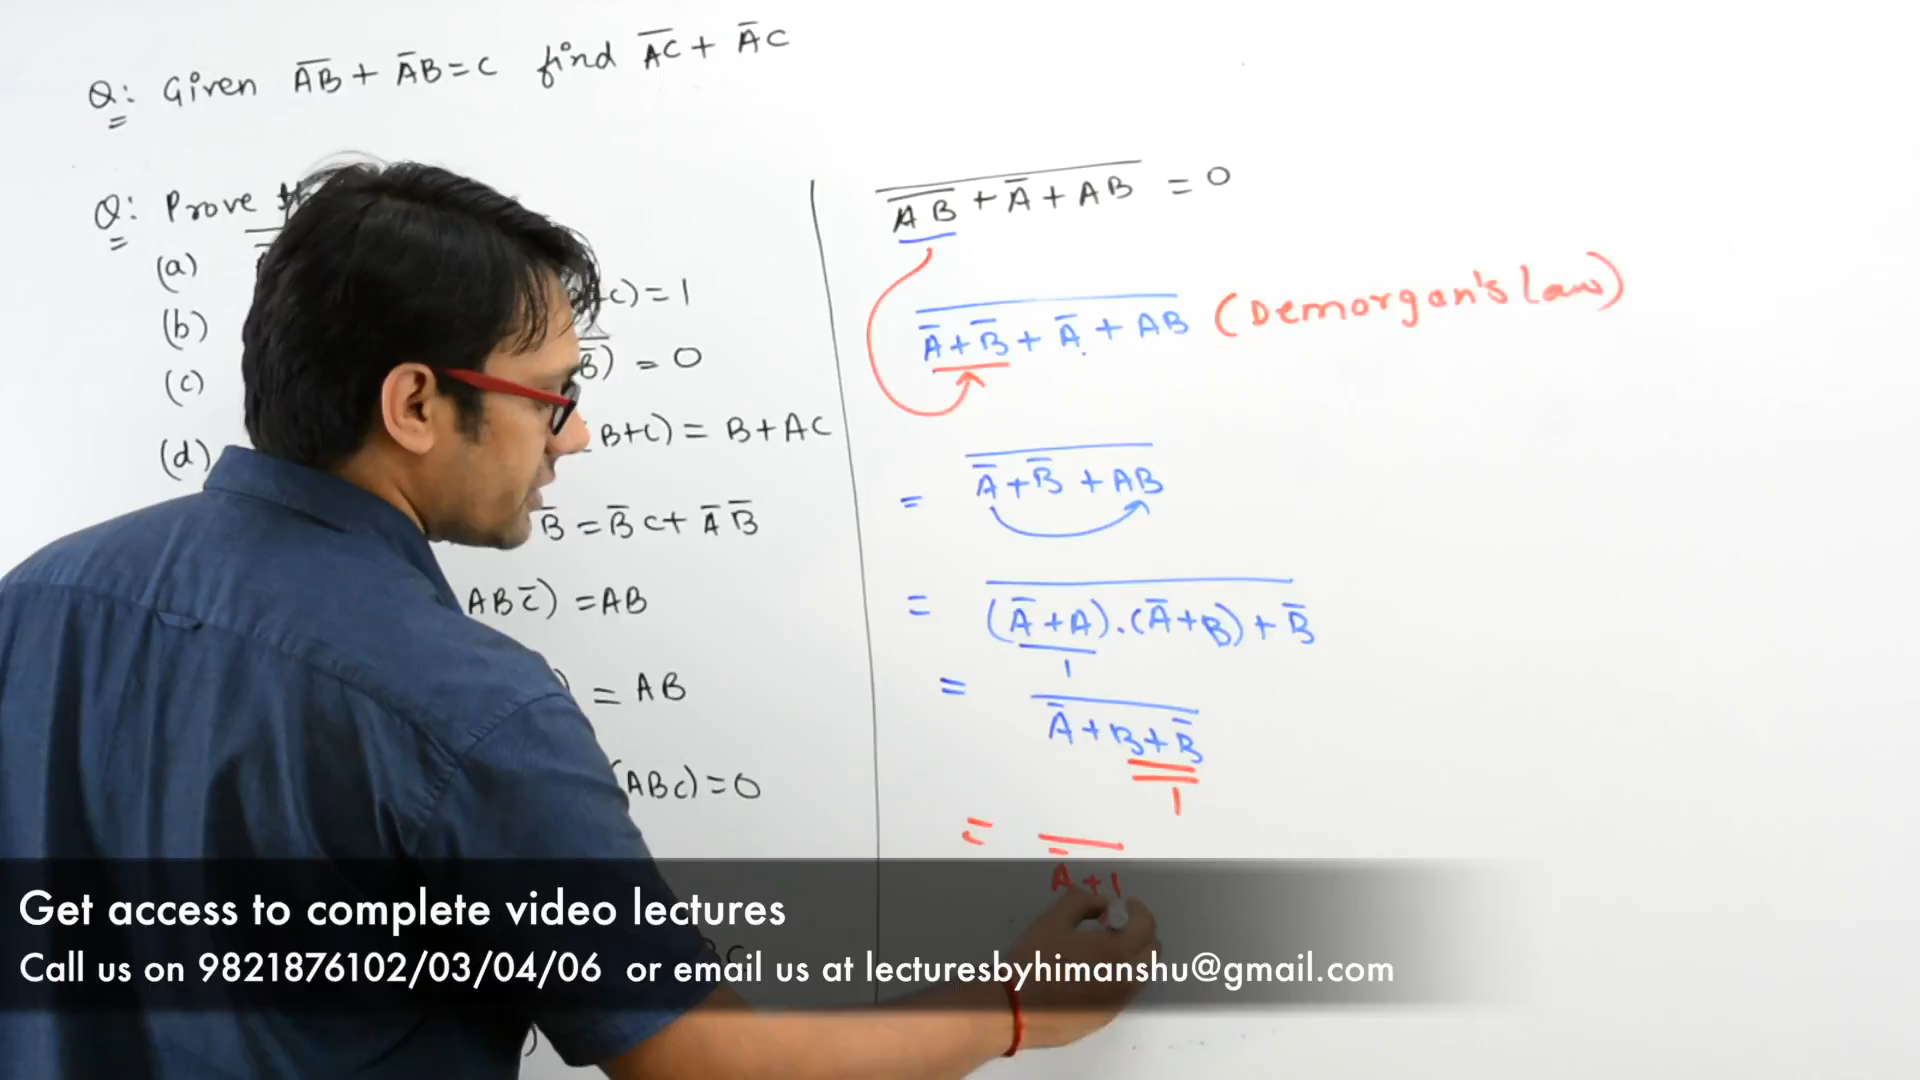 Q: Given A̅B̅ + A̅B = C find A̅C̅ + A̅C
Q: Prove
(a)
C) = 1
(b)
B̅) = 0
(c)
B+C) = B+AC
(d)
B̅ = B̅C + A̅ B̅
ABC̅) = AB
) = AB
(ABC) = 0
A̅B̅ + A̅ + AB = 0
A̅ + B̅ + A̅ + AB (Demorgan's law)
= A̅ + B̅ + AB
= (A̅ + A).(A̅ + B) + B̅
1
= A̅ + B + B̅
1
= A̅ + 1
Get access to complete video lectures
Call us on 9821876102/03/04/06 or email us at lecturesbyhimanshu@gmail.com